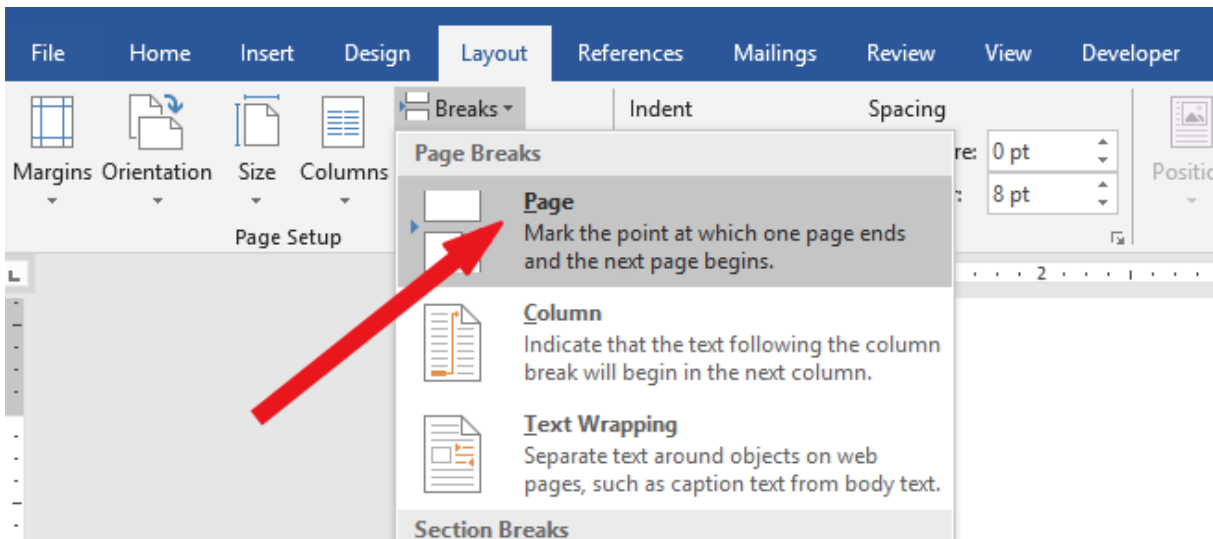 File Home Insert Design Layout References Mailings Review View Developer
Breaks Indent Spacing
Margins Orientation Size Columns
re: 0 pt
8 pt
Page Setup
Page Breaks
Page
Mark the point at which one page ends
and the next page begins.
2
Column
Indicate that the text following the column
break will begin in the next column.
Text Wrapping
Separate text around objects on web
pages, such as caption text from body text.
Section Breaks